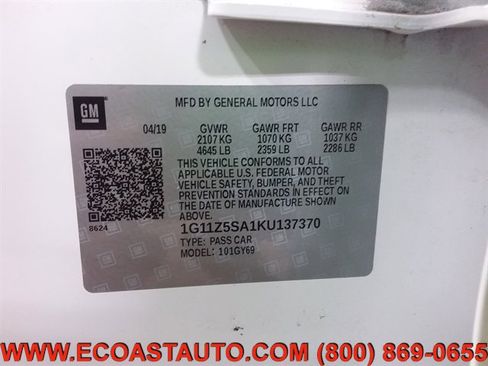 GM
MFD BY GENERAL MOTORS LLC
04/19 GVWR GAWR FRT GAWR RR
2107 KG 1070 KG 1037 KG
4645 LB 2359 LB 2286 LB
THIS VEHICLE CONFORMS TO ALL
APPLICABLE U.S. FEDERAL MOTOR
VEHICLE SAFETY, BUMPER, AND THEFT
PREVENTION STANDARDS IN EFFECT ON
THE DATE OF MANUFACTURE SHOWN
ABOVE.
8624
1G11Z5SA1KU137370
TYPE: PASS CAR
MODEL: 101GY69
WWW.ECOASTAUTO.COM (800) 869-0655